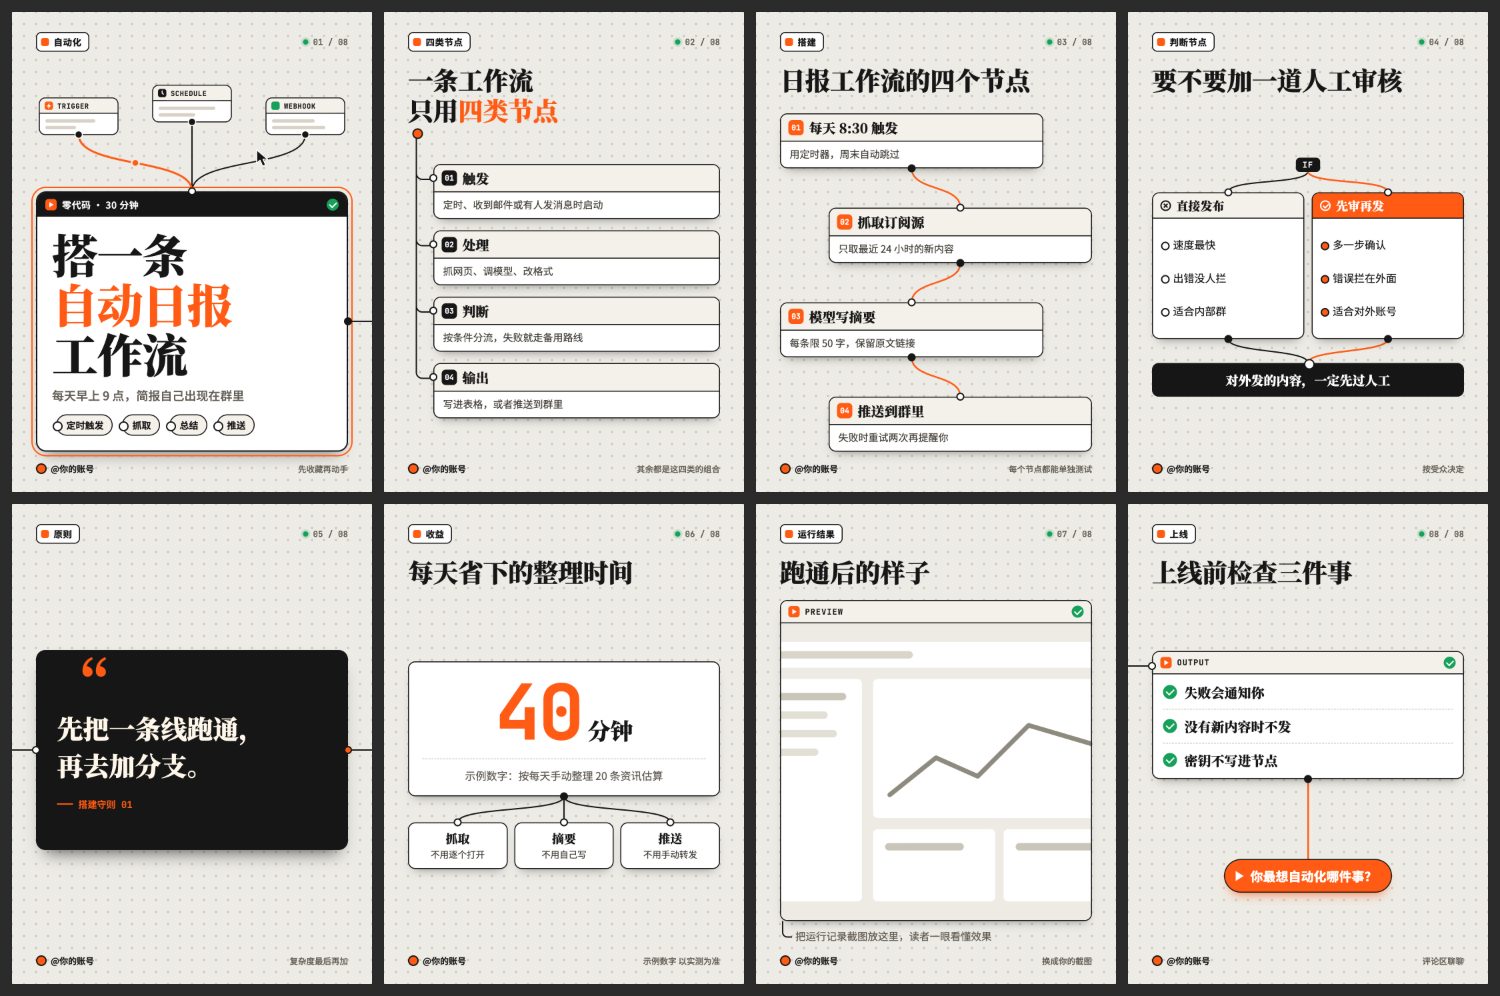 自动化
01 / 08
TRIGGER
SCHEDULE
WEBHOOK
零代码 · 30 分钟
搭一条
自动日报
工作流
每天早上 9 点，简报自己出现在群里
定时触发
抓取
总结
推送
@你的账号
先收藏再动手
四类节点
02 / 08
一条工作流
只用四类节点
01 触发
定时、收到邮件或有人发消息时启动
02 处理
抓网页、调模型、改格式
03 判断
按条件分流，失败就走备用路线
04 输出
写进表格，或者推送到群里
@你的账号
其余都是这四类的组合
搭建
03 / 08
日报工作流的四个节点
01 每天 8:30 触发
用定时器，周末自动跳过
02 抓取订阅源
只取最近 24 小时的新内容
03 模型写摘要
每条限 50 字，保留原文链接
04 推送到群里
失败时重试两次再提醒你
@你的账号
每个节点都能单独测试
判断节点
04 / 08
要不要加一道人工审核
IF
直接发布
速度最快
出错没人拦
适合内部群
先审再发
多一步确认
错误拦在外面
适合对外账号
对外发的内容，一定先过人工
@你的账号
按受众决定
原则
05 / 08
“
先把一条线跑通，
再去加分支。
搭建守则 01
@你的账号
复杂度最后再加
收益
06 / 08
每天省下的整理时间
40 分钟
示例数字：按每天手动整理 20 条资讯估算
抓取
不用逐个打开
摘要
不用自己写
推送
不用手动转发
@你的账号
示例数字 以实测为准
运行结果
07 / 08
跑通后的样子
PREVIEW
把运行记录截图放这里，读者一眼看懂效果
@你的账号
换成你的截图
上线
08 / 08
上线前检查三件事
OUTPUT
失败会通知你
没有新内容时不发
密钥不写进节点
你最想自动化哪件事？
@你的账号
评论区聊聊